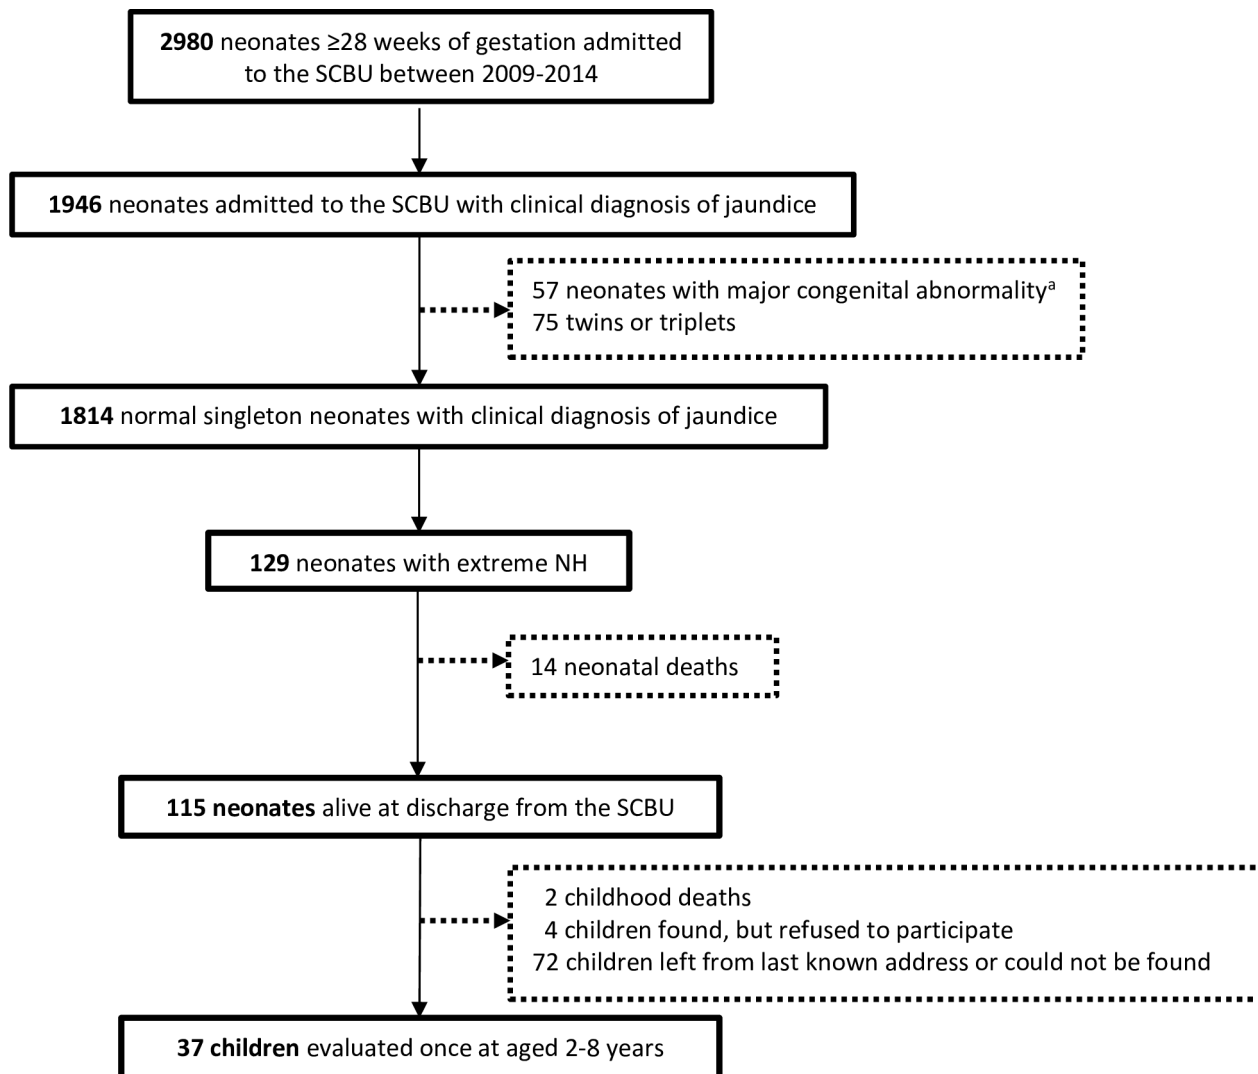 2980 neonates ≥28 weeks of gestation admitted
to the SCBU between 2009-2014
1946 neonates admitted to the SCBU with clinical diagnosis of jaundice
57 neonates with major congenital abnormalityᵃ
75 twins or triplets
1814 normal singleton neonates with clinical diagnosis of jaundice
129 neonates with extreme NH
14 neonatal deaths
115 neonates alive at discharge from the SCBU
2 childhood deaths
4 children found, but refused to participate
72 children left from last known address or could not be found
37 children evaluated once at aged 2-8 years